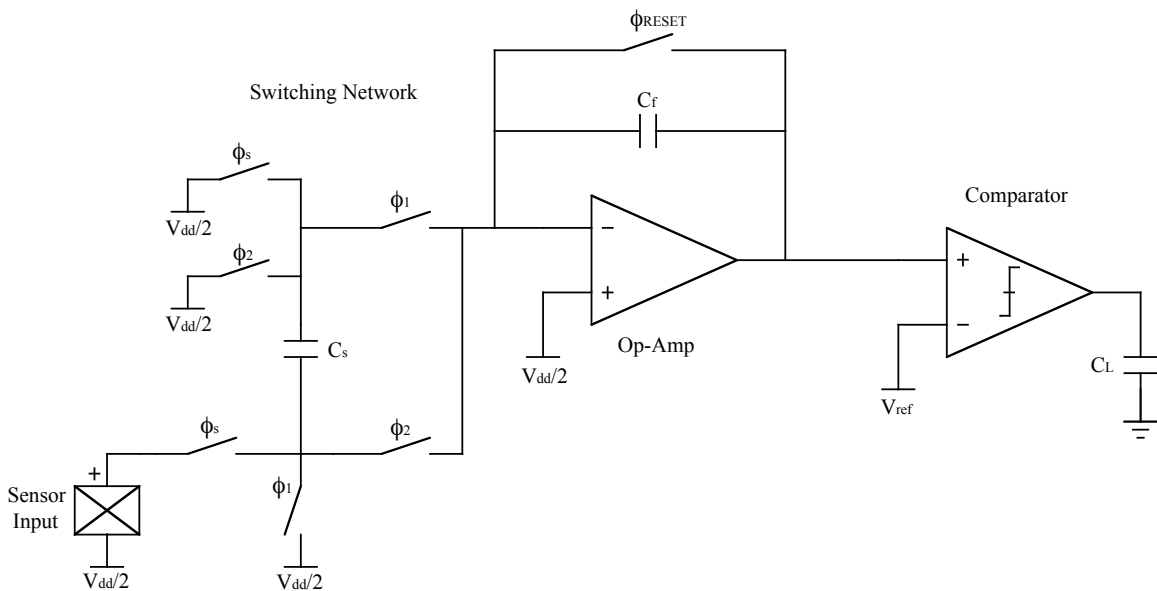 ϕRESET
Switching Network
Cf
ϕs
Vdd/2
ϕ1
Comparator
ϕ2
Vdd/2
−
+
+
−
Cs
Op-Amp
Vdd/2
CL
Vref
ϕs
ϕ2
+
Sensor
Input
ϕ1
Vdd/2
Vdd/2